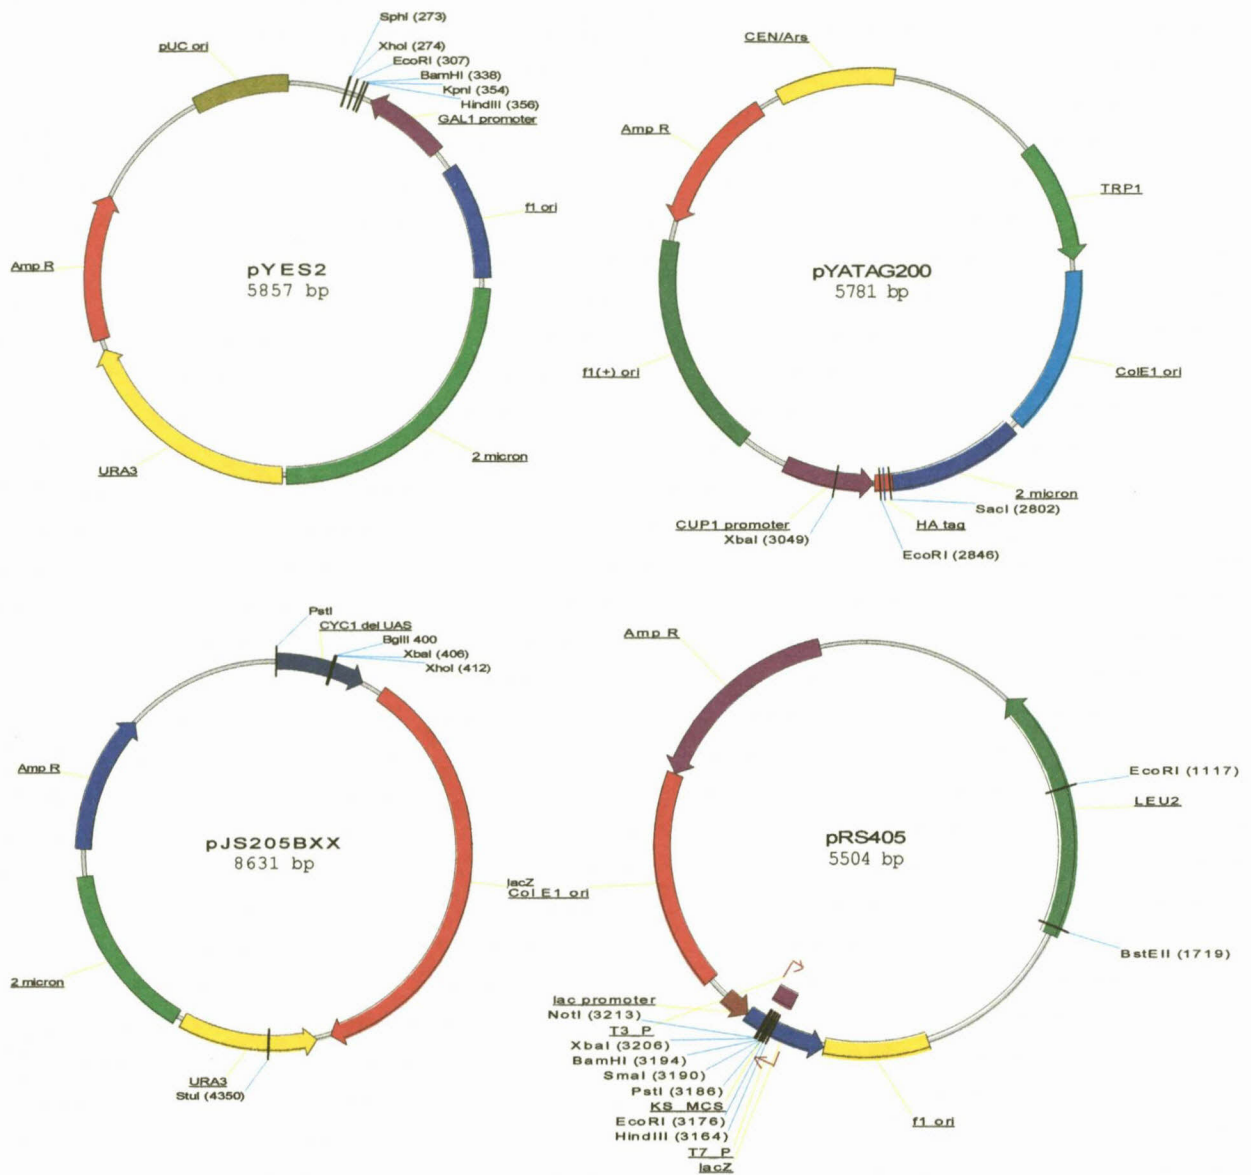 SphI (273)
XhoI (274)
EcoRI (307)
BamHI (338)
KpnI (354)
HindIII (356)
GAL1 promoter
pUC ori
f1 ori
Amp R
pYES2
5857 bp
2 micron
URA3
CEN/Ars
Amp R
TRP1
pYATAG200
5781 bp
f1(+) ori
ColE1 ori
2 micron
SacI (2802)
CUP1 promoter
HA tag
XbaI (3049)
EcoRI (2846)
PstI
CYC1 del UAS
BglII 400
XbaI (406)
XhoI (412)
Amp R
pJS205BXX
8631 bp
lacZ
2 micron
URA3
StuI (4350)
Amp R
EcoRI (1117)
LEU2
pRS405
5504 bp
Col E1 ori
BstEII (1719)
lac promoter
NotI (3213)
T3_P
XbaI (3206)
BamHI (3194)
SmaI (3190)
PstI (3186)
KS_MCS
EcoRI (3176)
HindIII (3164)
T7_P
lacZ
f1 ori